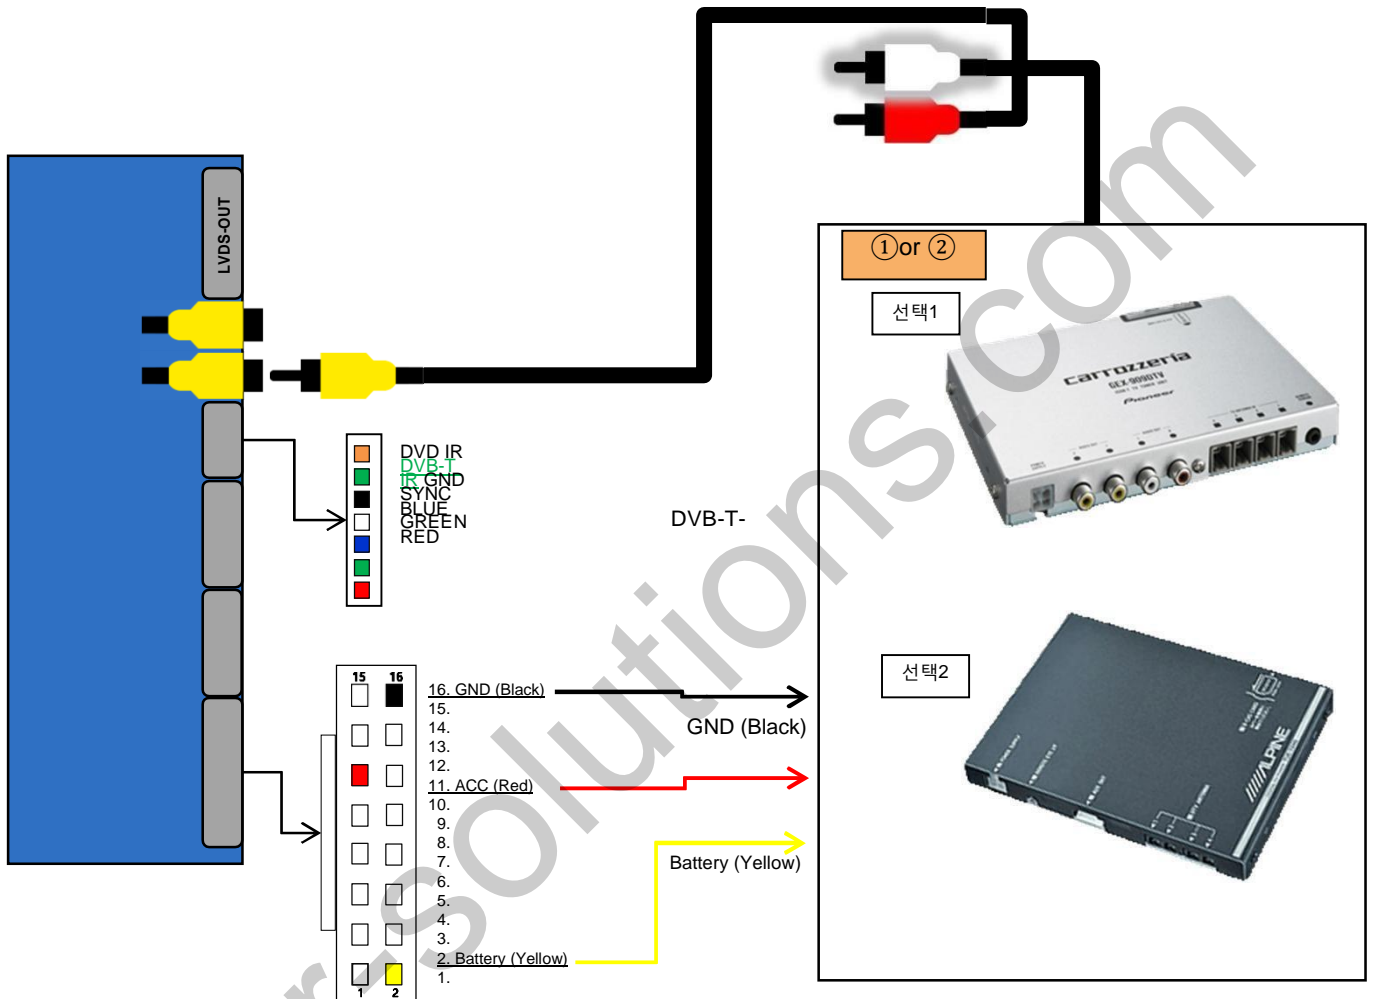 LVDS-OUT
①or ②
선택1
carrozzeria
GEX-909DTV
Pioneer
DVD IR
DVB-T
IR GND
SYNC
BLUE
GREEN
RED
DVB-T-
선택2
ALPINE
15 16
16. GND (Black)
15.
14.
13.
12.
11. ACC (Red)
10.
9.
8.
7.
6.
5.
4.
3.
2. Battery (Yellow)
1.
1 2
GND (Black)
Battery (Yellow)
r-solutions.com